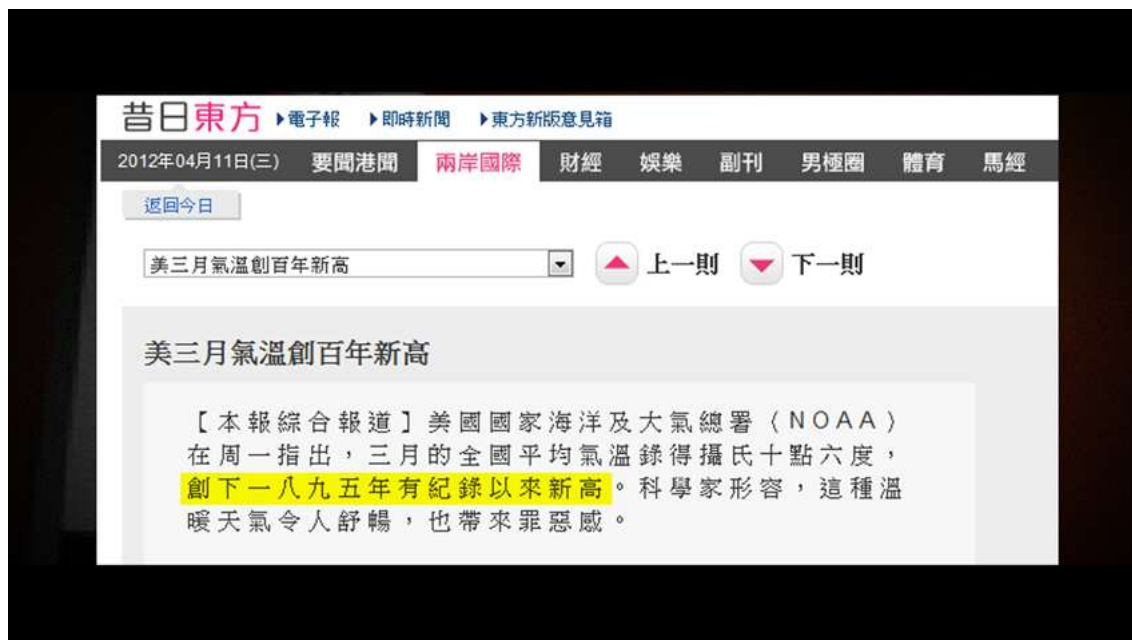 昔日東方 電子報 即時新聞 東方新版意見箱
2012年04月11日(三) 要聞港聞 兩岸國際 財經 娛樂 副刊 男極圈 體育 馬經
返回今日
美三月氣溫創百年新高 上一則 下一則
美三月氣溫創百年新高
【本報綜合報道】美國國家海洋及大氣總署（NOAA）
在周一指出，三月的全國平均氣溫錄得攝氏十點六度，
創下一八九五年有紀錄以來新高。科學家形容，這種溫
暖天氣令人舒暢，也帶來罪惡感。